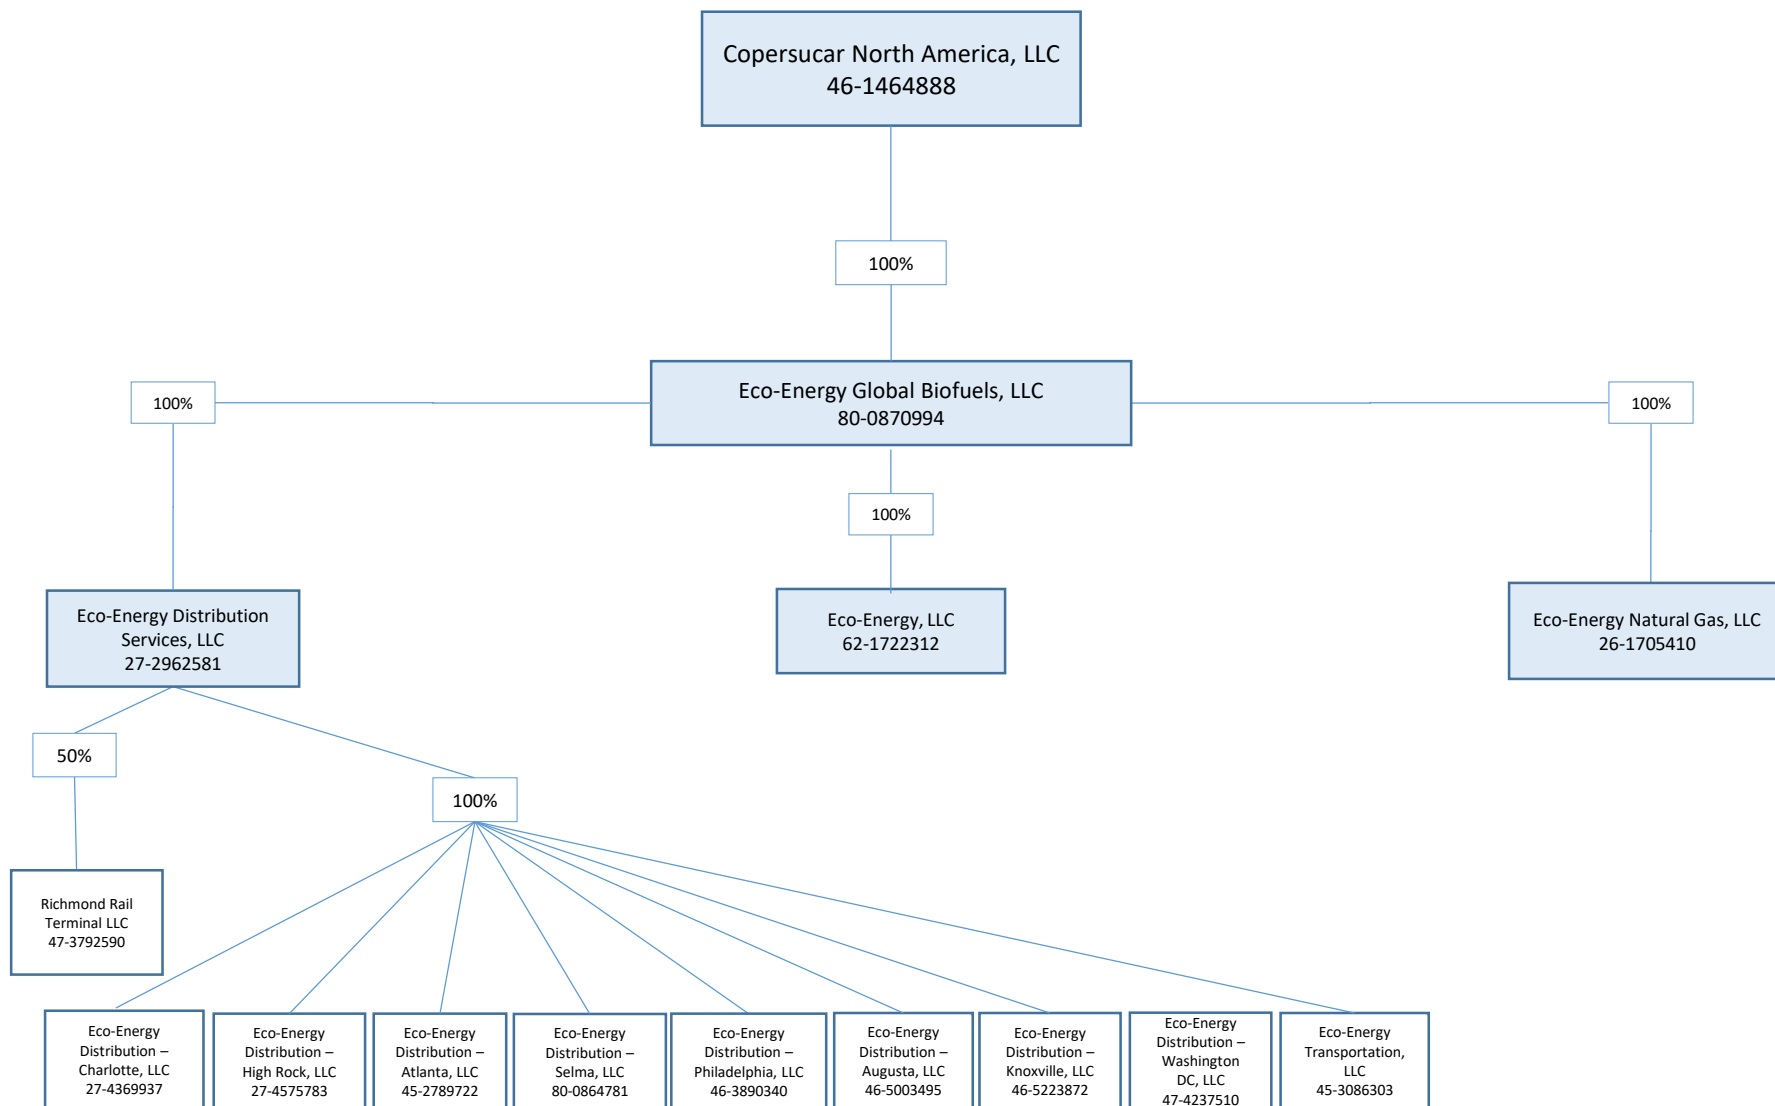 Copersucar North America, LLC
46-1464888
100%
Eco-Energy Global Biofuels, LLC
80-0870994
100%
100%
100%
Eco-Energy Distribution
Services, LLC
27-2962581
Eco-Energy, LLC
62-1722312
Eco-Energy Natural Gas, LLC
26-1705410
50%
100%
Richmond Rail
Terminal LLC
47-3792590
Eco-Energy
Distribution –
Charlotte, LLC
27-4369937
Eco-Energy
Distribution –
High Rock, LLC
27-4575783
Eco-Energy
Distribution –
Atlanta, LLC
45-2789722
Eco-Energy
Distribution –
Selma, LLC
80-0864781
Eco-Energy
Distribution –
Philadelphia, LLC
46-3890340
Eco-Energy
Distribution –
Augusta, LLC
46-5003495
Eco-Energy
Distribution –
Knoxville, LLC
46-5223872
Eco-Energy
Distribution –
Washington
DC, LLC
47-4237510
Eco-Energy
Transportation,
LLC
45-3086303